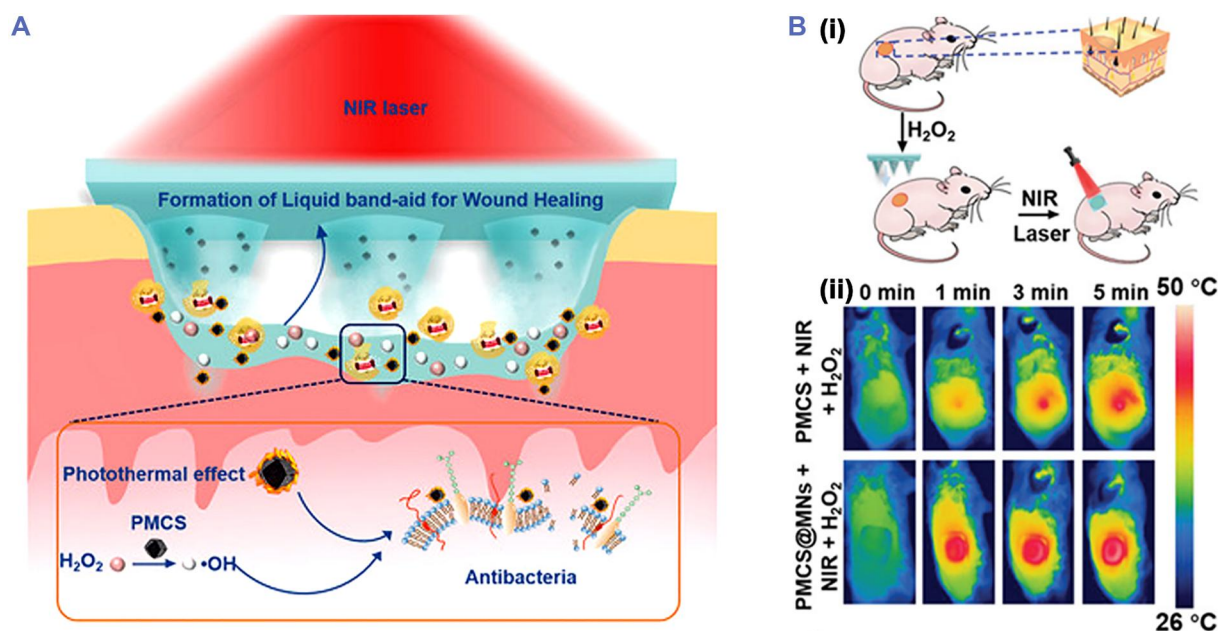 A
NIR laser
Formation of Liquid band-aid for Wound Healing
Photothermal effect
PMCS
H₂O₂
•OH
Antibacteria
B (i)
H₂O₂
NIR
Laser
(ii)
0 min 1 min 3 min 5 min
50 °C
PMCS + NIR
+ H₂O₂
PMCS@MNs +
NIR + H₂O₂
26 °C